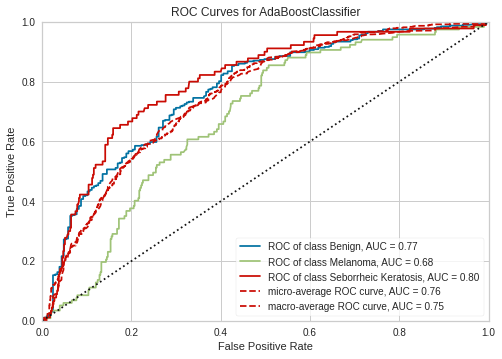 ROC Curves for AdaBoostClassifier
True Positive Rate
1.0
0.8
0.6
0.4
0.2
0.0
ROC of class Benign, AUC = 0.77
ROC of class Melanoma, AUC = 0.68
ROC of class Seborrheic Keratosis, AUC = 0.80
micro-average ROC curve, AUC = 0.76
macro-average ROC curve, AUC = 0.75
0.0 0.2 0.4 0.6 0.8 1.0
False Positive Rate